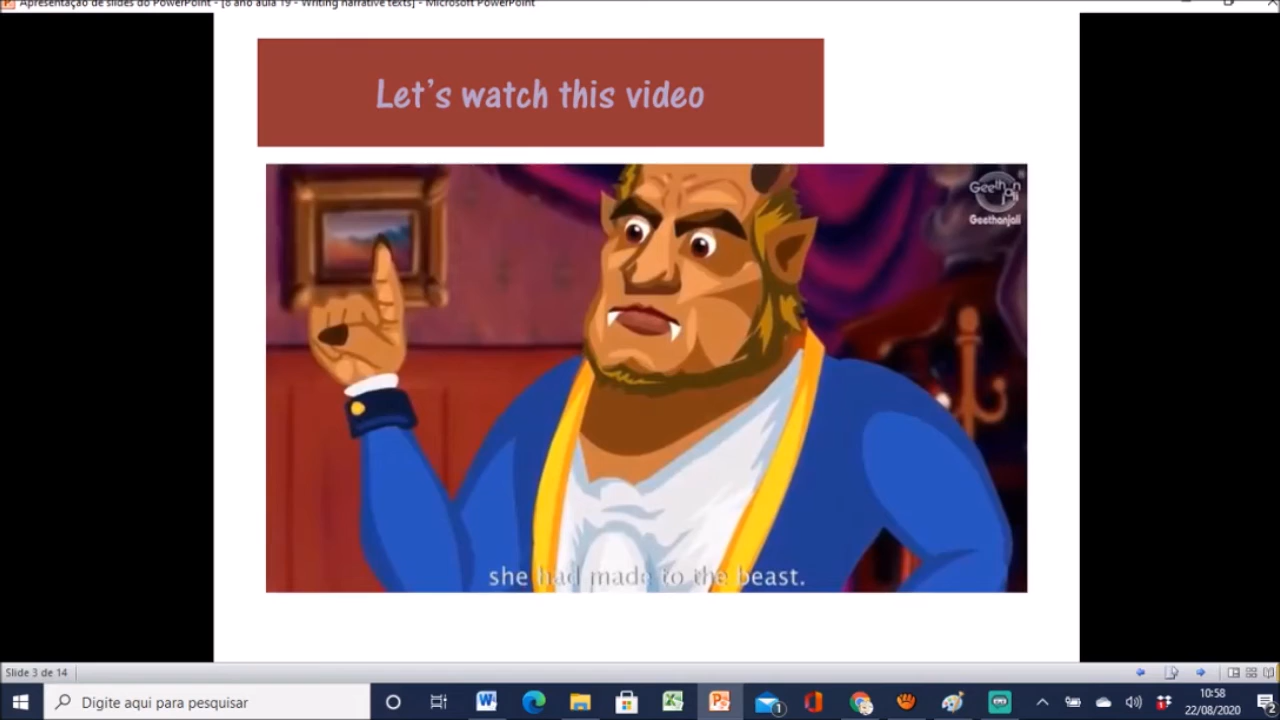 Apresentação de slides do PowerPoint - [8 ano aula 19 - Writing narrative texts] - Microsoft PowerPoint
Let's watch this video
Geethanjali
she had made to the beast.
Slide 3 de 14
Digite aqui para pesquisar
10:58
22/08/2020